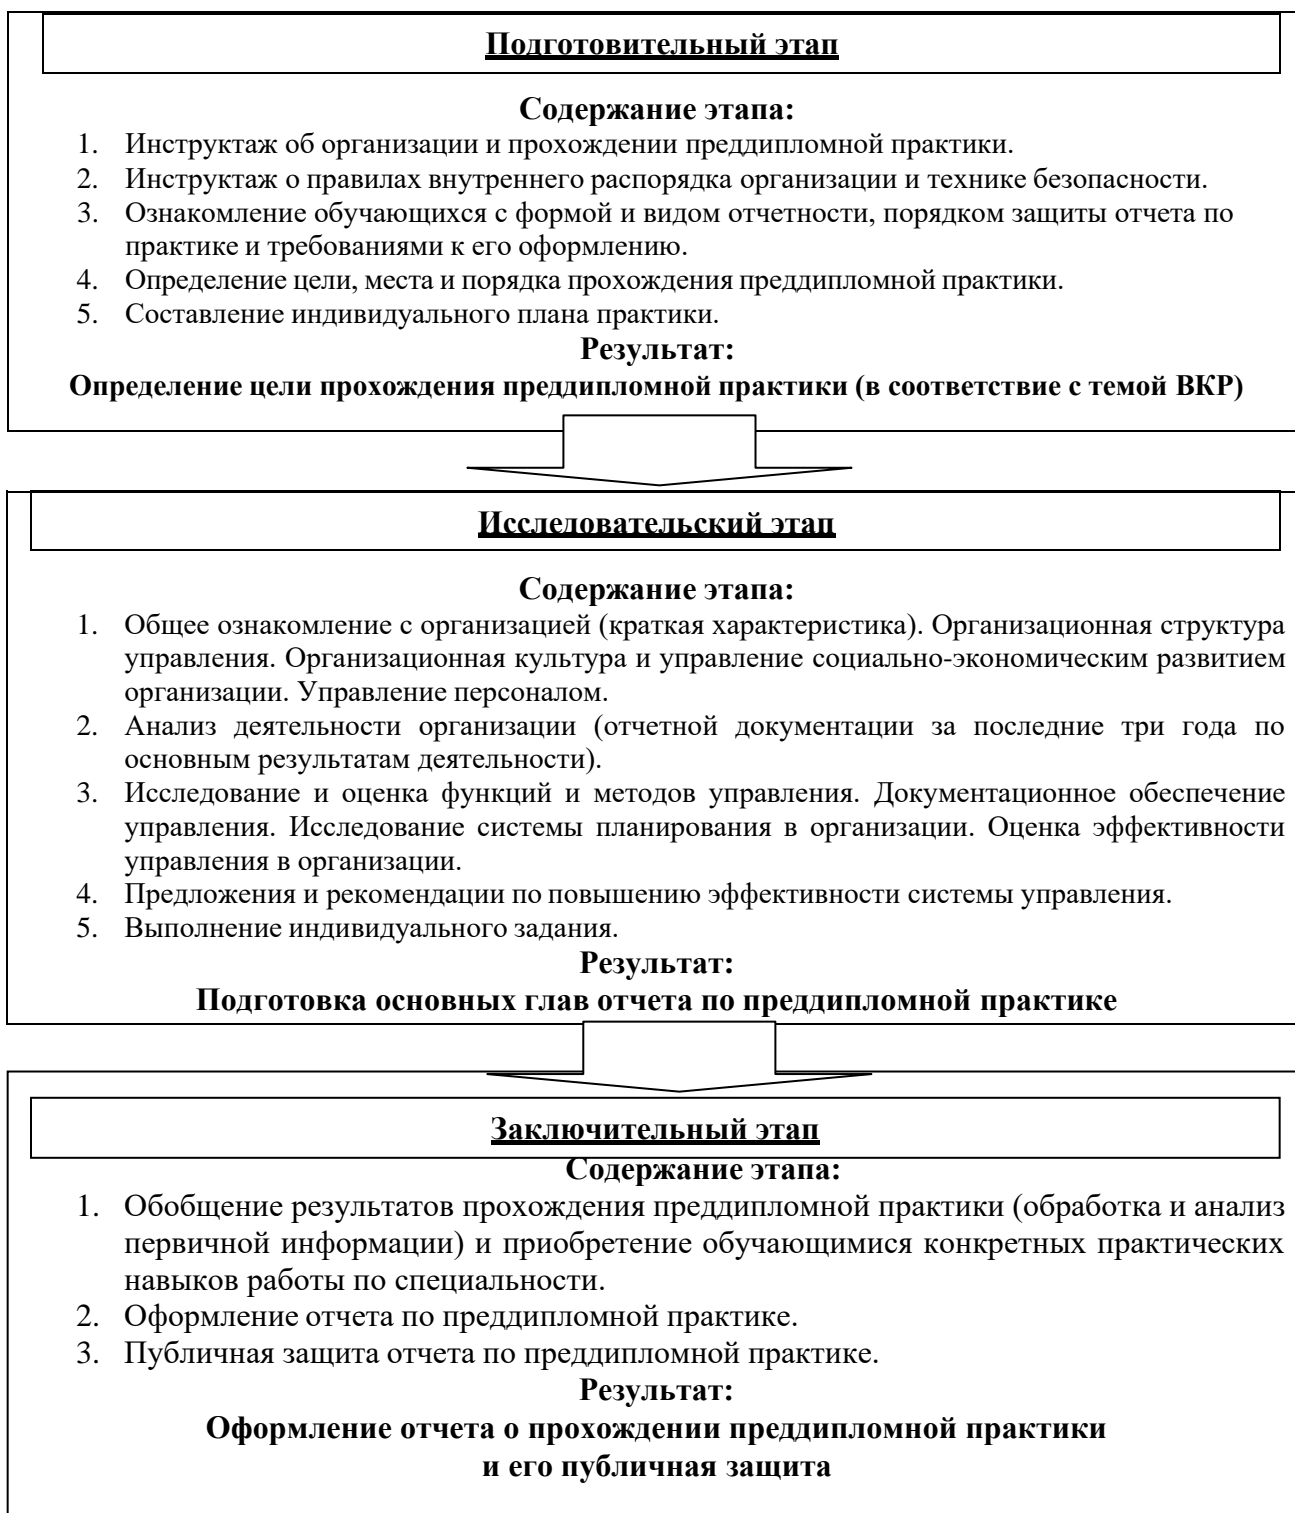 Подготовительный этап
Содержание этапа:
1. Инструктаж об организации и прохождении преддипломной практики.
2. Инструктаж о правилах внутреннего распорядка организации и технике безопасности.
3. Ознакомление обучающихся с формой и видом отчетности, порядком защиты отчета по
практике и требованиями к его оформлению.
4. Определение цели, места и порядка прохождения преддипломной практики.
5. Составление индивидуального плана практики.
Результат:
Определение цели прохождения преддипломной практики (в соответствие с темой ВКР)
Исследовательский этап
Содержание этапа:
1. Общее ознакомление с организацией (краткая характеристика). Организационная структура
управления. Организационная культура и управление социально-экономическим развитием
организации. Управление персоналом.
2. Анализ деятельности организации (отчетной документации за последние три года по
основным результатам деятельности).
3. Исследование и оценка функций и методов управления. Документационное обеспечение
управления. Исследование системы планирования в организации. Оценка эффективности
управления в организации.
4. Предложения и рекомендации по повышению эффективности системы управления.
5. Выполнение индивидуального задания.
Результат:
Подготовка основных глав отчета по преддипломной практике
Заключительный этап
Содержание этапа:
1. Обобщение результатов прохождения преддипломной практики (обработка и анализ
первичной информации) и приобретение обучающимися конкретных практических
навыков работы по специальности.
2. Оформление отчета по преддипломной практике.
3. Публичная защита отчета по преддипломной практике.
Результат:
Оформление отчета о прохождении преддипломной практики
и его публичная защита